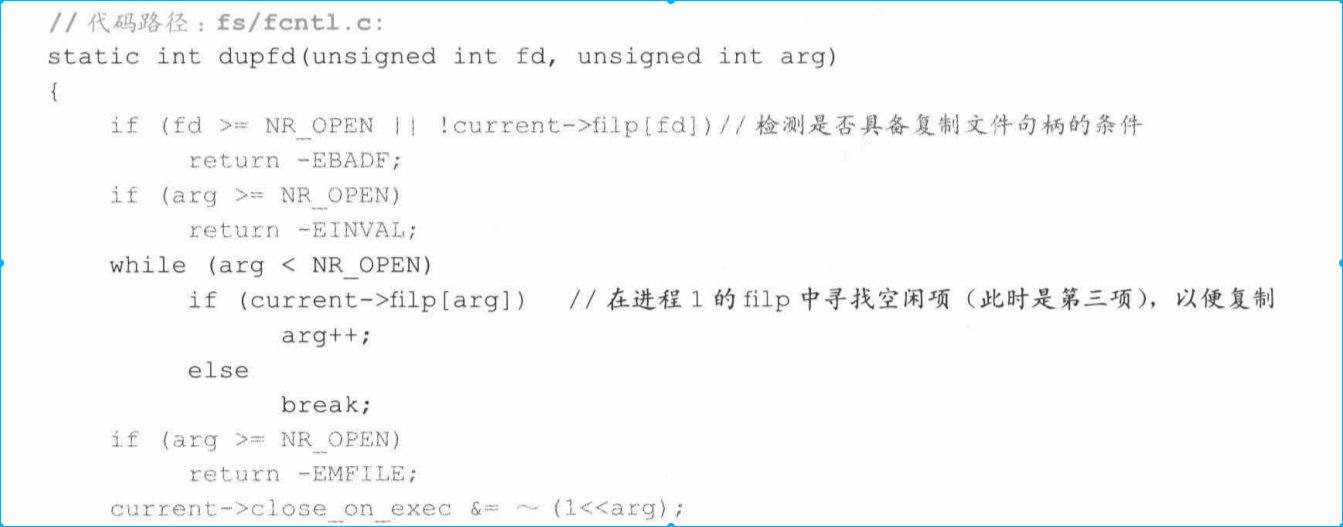 // 代码路径：fs/fcntl.c:
static int dupfd(unsigned int fd, unsigned int arg)
{
if (fd >= NR_OPEN || !current->filp[fd])// 检测是否具备复制文件句柄的条件
return -EBADF;
if (arg >= NR_OPEN)
return -EINVAL;
while (arg < NR_OPEN)
if (current->filp[arg]) // 在进程 1 的 filp 中寻找空闲项（此时是第三项），以便复制
arg++;
else
break;
if (arg >= NR_OPEN)
return -EMFILE;
current->close_on_exec &= ~ (1<<arg);